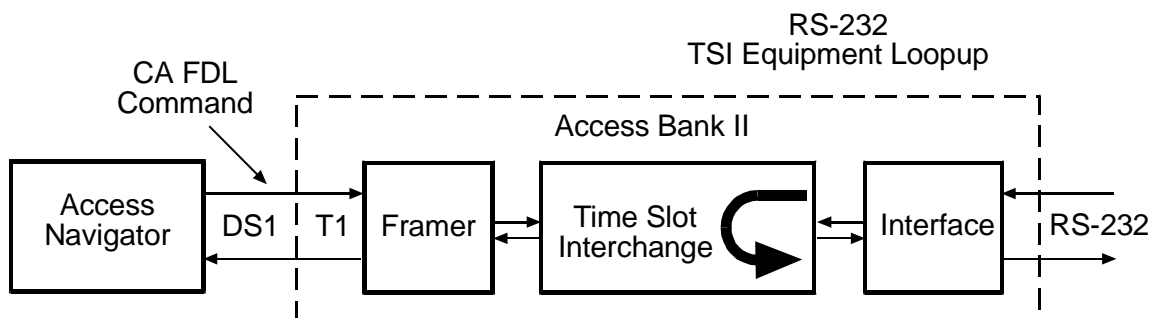 RS-232
TSI Equipment Loopup
CA FDL
Command
Access Bank II
Access
Navigator
DS1
T1
Framer
Time Slot
Interchange
Interface
RS-232